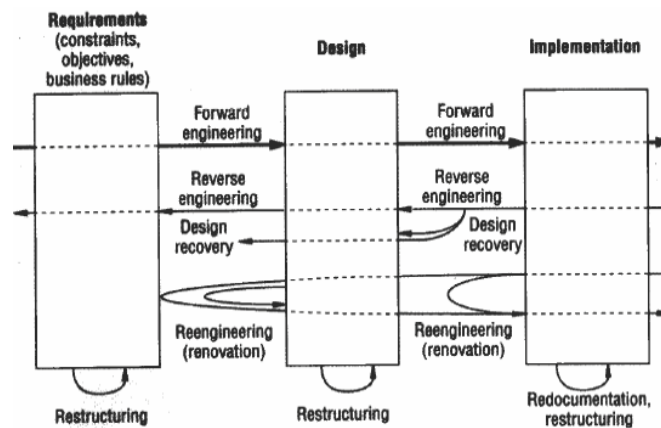 Requirements
(constraints,
objectives,
business rules)
Design
Implementation
Forward
engineering
Forward
engineering
Reverse
engineering
Reverse
engineering
Design
recovery
Design
recovery
Reengineering
(renovation)
Reengineering
(renovation)
Restructuring
Restructuring
Redocumentation,
restructuring